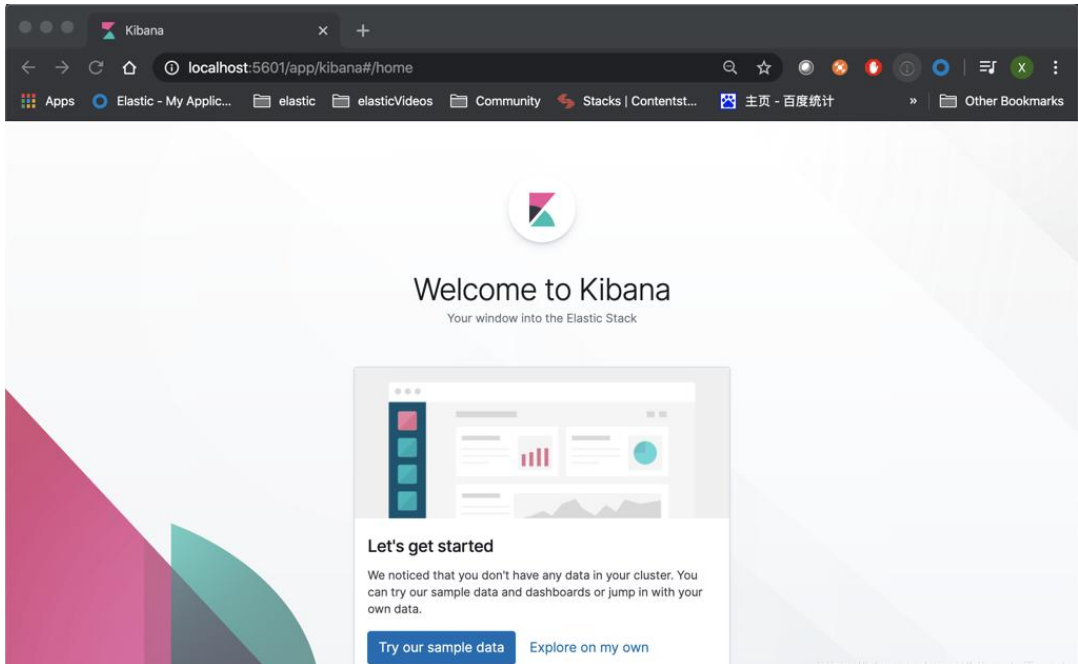 Kibana
localhost:5601/app/kibana#/home
Apps
Elastic - My Applic...
elastic
elasticVideos
Community
Stacks | Contentst...
主页 - 百度统计
»
Other Bookmarks
X
Welcome to Kibana
Your window into the Elastic Stack
Let's get started
We noticed that you don't have any data in your cluster. You
can try our sample data and dashboards or jump in with your
own data.
Try our sample data
Explore on my own